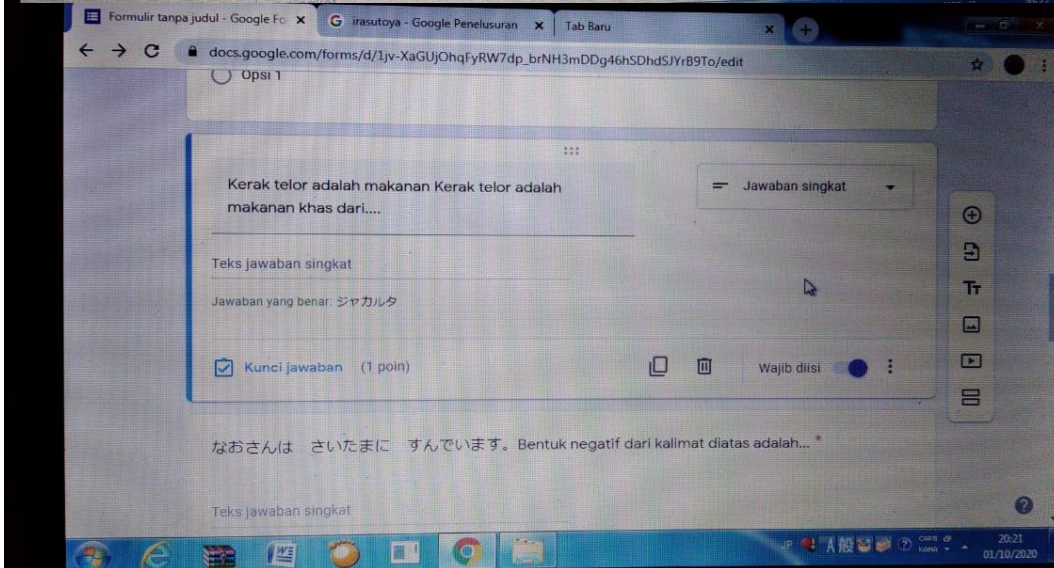 Formulir tanpa judul - Google Fo
irasutoya - Google Penelusuran
Tab Baru
docs.google.com/forms/d/1jv-XaGUjOhqFyRW7dp_brNH3mDDg46hSDhdSJYrB9To/edit
Opsi 1
Kerak telor adalah makanan Kerak telor adalah
makanan khas dari....
Jawaban singkat
Teks jawaban singkat
Jawaban yang benar: ジャカルタ
Kunci jawaban (1 poin)
Wajib diisi
なおさんは さいたまに すんでいます。Bentuk negatif dari kalimat diatas adalah... *
Teks jawaban singkat
JP
A 般
CAPS
KANA
20:21
01/10/2020